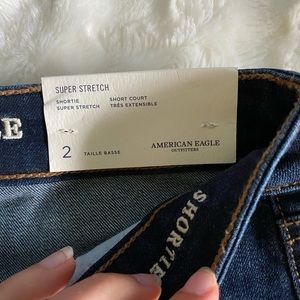 SUPER STRETCH
SHORTIE
SUPER STRETCH
SHORT COURT
TRÈS EXTENSIBLE
2
TAILLE BASSE
AMERICAN EAGLE
OUTFITTERS
SHORTIE